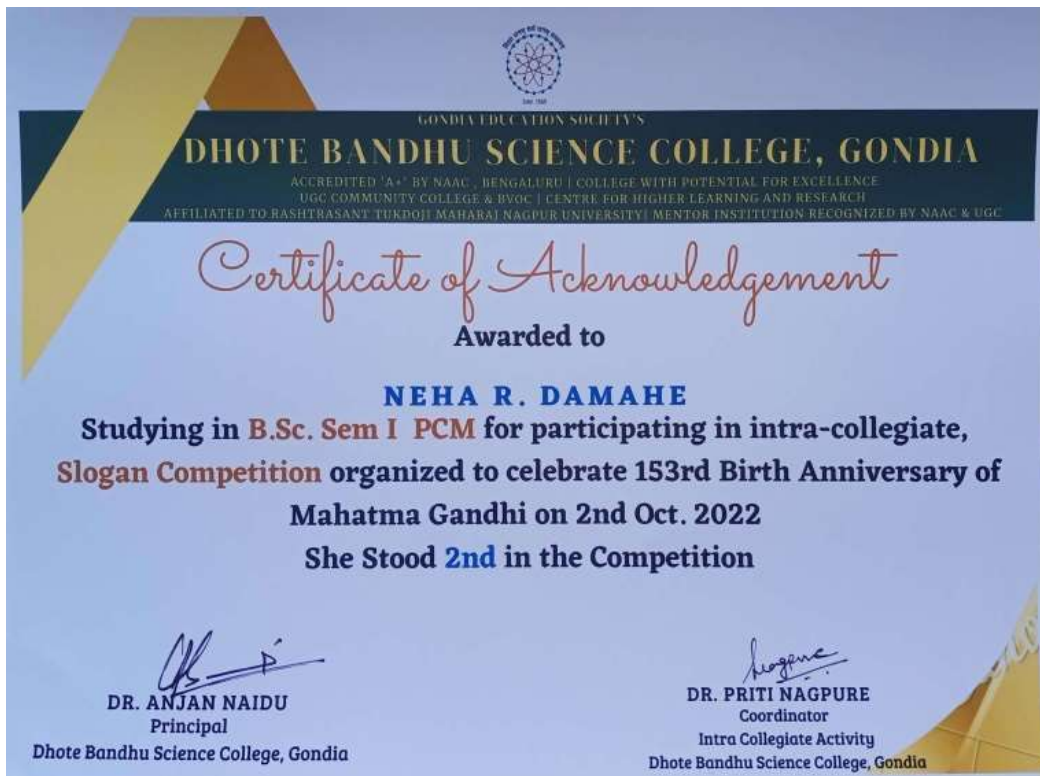 GONDIA EDUCATION SOCIETY'S
DHOTE BANDHU SCIENCE COLLEGE, GONDIA
ACCREDITED 'A+' BY NAAC , BENGALURU | COLLEGE WITH POTENTIAL FOR EXCELLENCE
UGC COMMUNITY COLLEGE & BVOC | CENTRE FOR HIGHER LEARNING AND RESEARCH
AFFILIATED TO RASHTRASANT TUKDOJI MAHARAJ NAGPUR UNIVERSITY| MENTOR INSTITUTION RECOGNIZED BY NAAC & UGC
Certificate of Acknowledgement
Awarded to
NEHA R. DAMAHE
Studying in B.Sc. Sem I PCM for participating in intra-collegiate,
Slogan Competition organized to celebrate 153rd Birth Anniversary of
Mahatma Gandhi on 2nd Oct. 2022
She Stood 2nd in the Competition
DR. ANJAN NAIDU
Principal
Dhote Bandhu Science College, Gondia
DR. PRITI NAGPURE
Coordinator
Intra Collegiate Activity
Dhote Bandhu Science College, Gondia